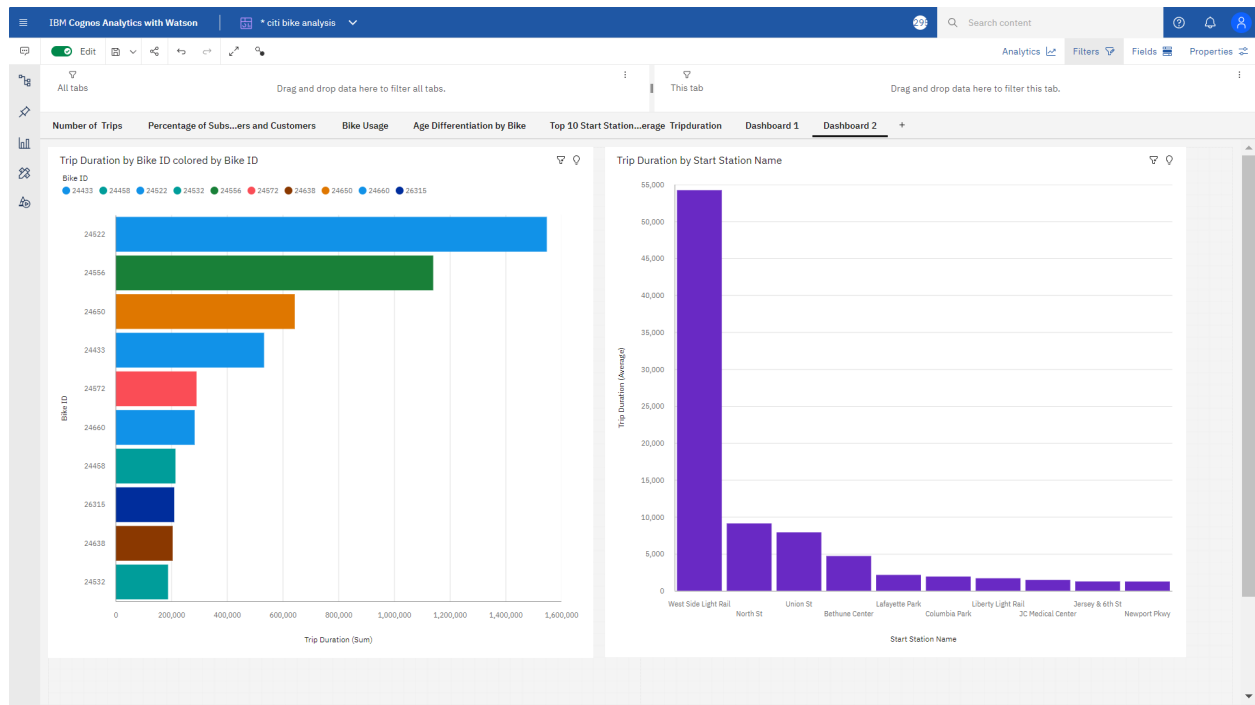 IBM Cognos Analytics with Watson
* citi bike analysis
29
Search content
Edit
Analytics
Filters
Fields
Properties
All tabs
Drag and drop data here to filter all tabs.
This tab
Drag and drop data here to filter this tab.
Number of Trips
Percentage of Subs...ers and Customers
Bike Usage
Age Differentiation by Bike
Top 10 Start Station...erage Tripduration
Dashboard 1
Dashboard 2
+
Trip Duration by Bike ID colored by Bike ID
Bike ID
24433 24458 24522 24532 24556 24572 24638 24650 24660 26315
24522
24556
24650
24433
24572
24660
24458
26315
24638
24532
Bike ID
0 200,000 400,000 600,000 800,000 1,000,000 1,200,000 1,400,000 1,600,000
Trip Duration (Sum)
Trip Duration by Start Station Name
55,000
50,000
45,000
40,000
35,000
30,000
25,000
20,000
15,000
10,000
5,000
0
Trip Duration (Average)
West Side Light Rail
North St
Union St
Bethune Center
Lafayette Park
Columbia Park
Liberty Light Rail
JC Medical Center
Jersey & 6th St
Newport Pkwy
Start Station Name